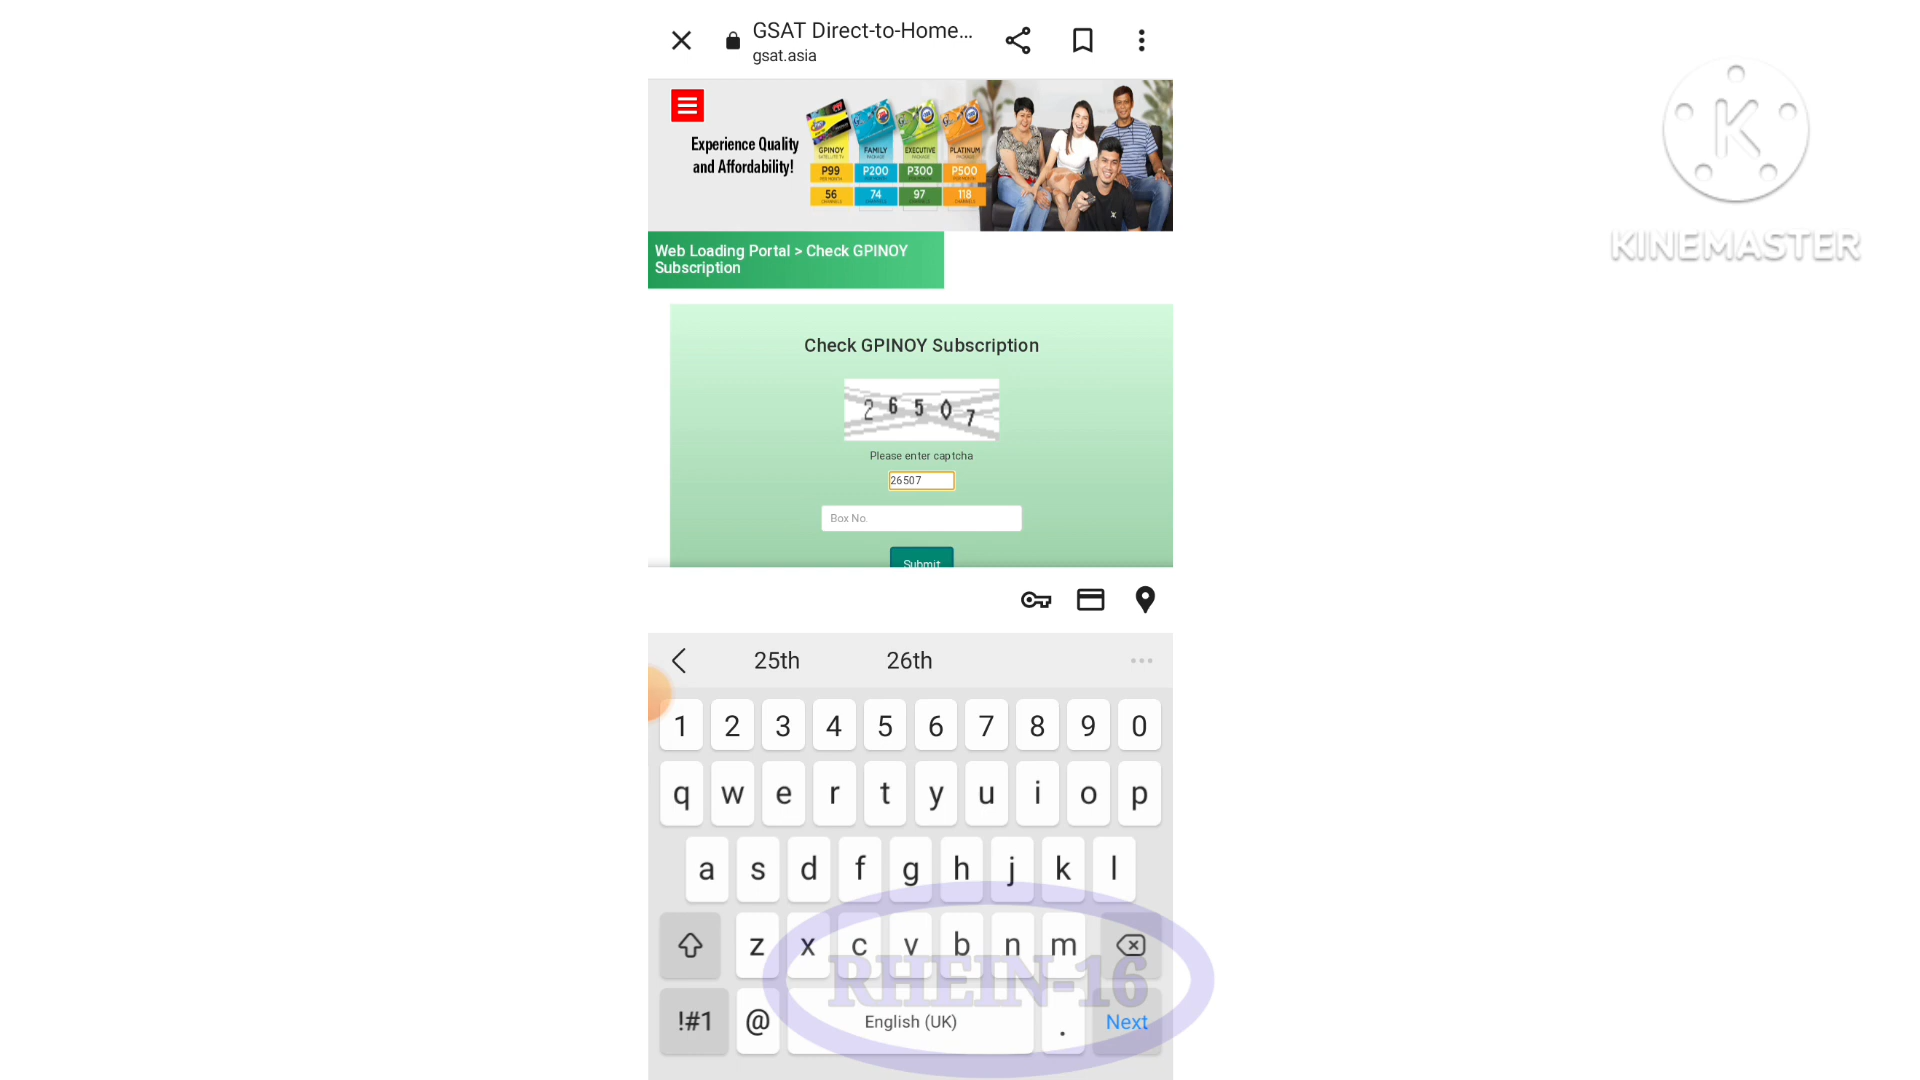 GSAT Direct-to-Home...
gsat.asia
Experience Quality
and Affordability!
GPINOY FAMILY EXECUTIVE PLATINUM
P99 P200 P300 P500
56 74 97 118
Web Loading Portal > Check GPINOY
Subscription
Check GPINOY Subscription
2 6 5 0 7
Please enter captcha
26507
Box No.
Submit
25th 26th
1 2 3 4 5 6 7 8 9 0
q w e r t y u i o p
a s d f g h j k l
z x c v b n m
RHEIN-16
!#1 @ English (UK) . Next
K
KINEMASTER